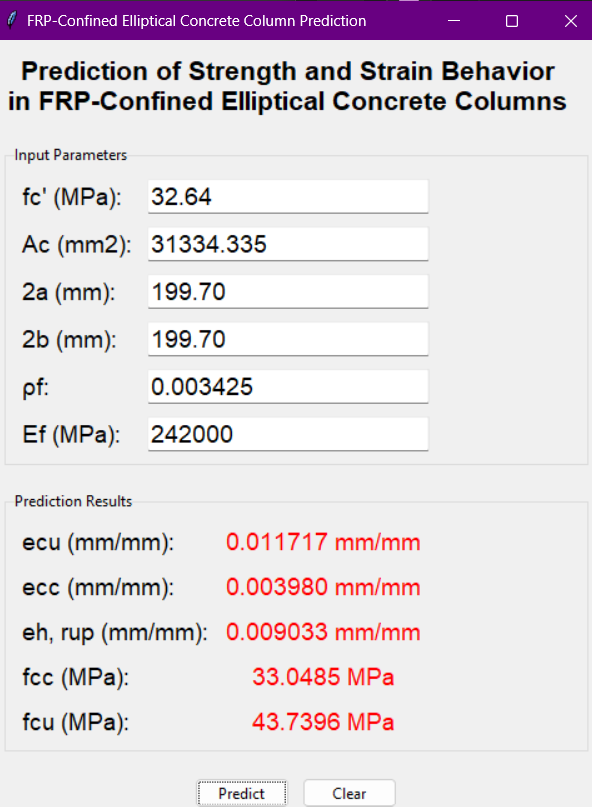 FRP-Confined Elliptical Concrete Column Prediction
Prediction of Strength and Strain Behavior
in FRP-Confined Elliptical Concrete Columns
Input Parameters
fc' (MPa): 32.64
Ac (mm2): 31334.335
2a (mm): 199.70
2b (mm): 199.70
ρf: 0.003425
Ef (MPa): 242000
Prediction Results
ecu (mm/mm): 0.011717 mm/mm
ecc (mm/mm): 0.003980 mm/mm
eh, rup (mm/mm): 0.009033 mm/mm
fcc (MPa): 33.0485 MPa
fcu (MPa): 43.7396 MPa
Predict Clear